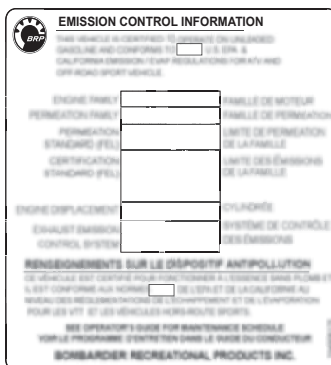 BRP
EMISSION CONTROL INFORMATION
THIS VEHICLE IS CERTIFIED TO OPERATE ON UNLEADED
GASOLINE AND CONFORMS TO U.S. EPA &
CALIFORNIA EMISSION / EVAP REGULATIONS FOR ATV AND
OFF-ROAD SPORT VEHICLE.
ENGINE FAMILY FAMILLE DE MOTEUR
PERMEATION FAMILY FAMILLE DE PERMÉATION
PERMEATION LIMITE DE PERMÉATION
STANDARD (FEL) DE LA FAMILLE
CERTIFICATION LIMITE DES ÉMISSIONS
STANDARD (FEL) DE LA FAMILLE
ENGINE DISPLACEMENT CYLINDRÉE
EXHAUST EMISSION SYSTÈME DE CONTRÔLE
CONTROL SYSTEM DES ÉMISSIONS
RENSEIGNEMENTS SUR LE DISPOSITIF ANTIPOLLUTION
CE VÉHICULE EST CERTIFIÉ POUR FONCTIONNER À L'ESSENCE SANS PLOMB ET
IL EST CONFORME AUX NORMES DE L'EPA ET DE LA CALIFORNIE AU
NIVEAU DES RÉGLEMENTATIONS DE L'ÉCHAPPEMENT ET DE L'ÉVAPORATION
POUR LES VTT ET LES VÉHICULES HORS-ROUTE SPORTS.
SEE OPERATOR'S GUIDE FOR MAINTENANCE SCHEDULE
VOIR LE PROGRAMME D'ENTRETIEN DANS LE GUIDE DU CONDUCTEUR
BOMBARDIER RECREATIONAL PRODUCTS INC.